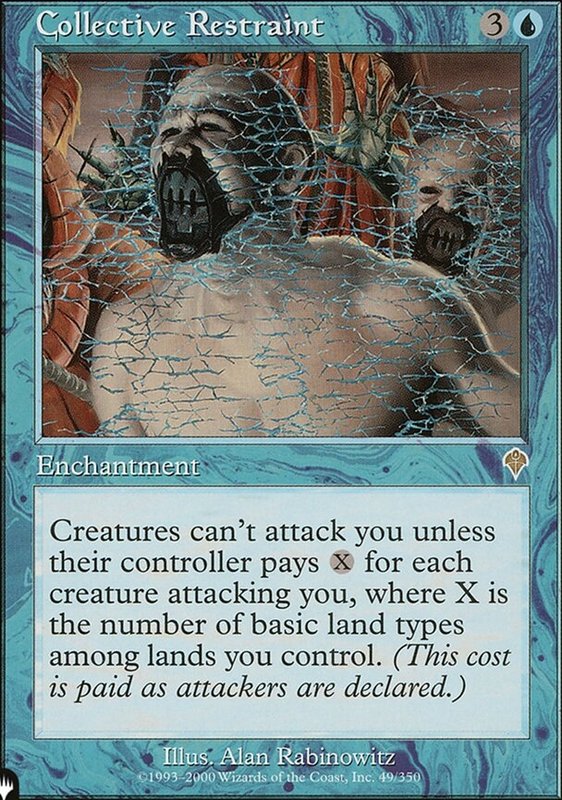 Collective Restraint 3
Enchantment
Creatures can't attack you unless
their controller pays X for each
creature attacking you, where X is
the number of basic land types
among lands you control. (This cost
is paid as attackers are declared.)
Illus. Alan Rabinowitz
©1993–2000 Wizards of the Coast, Inc. 49/350